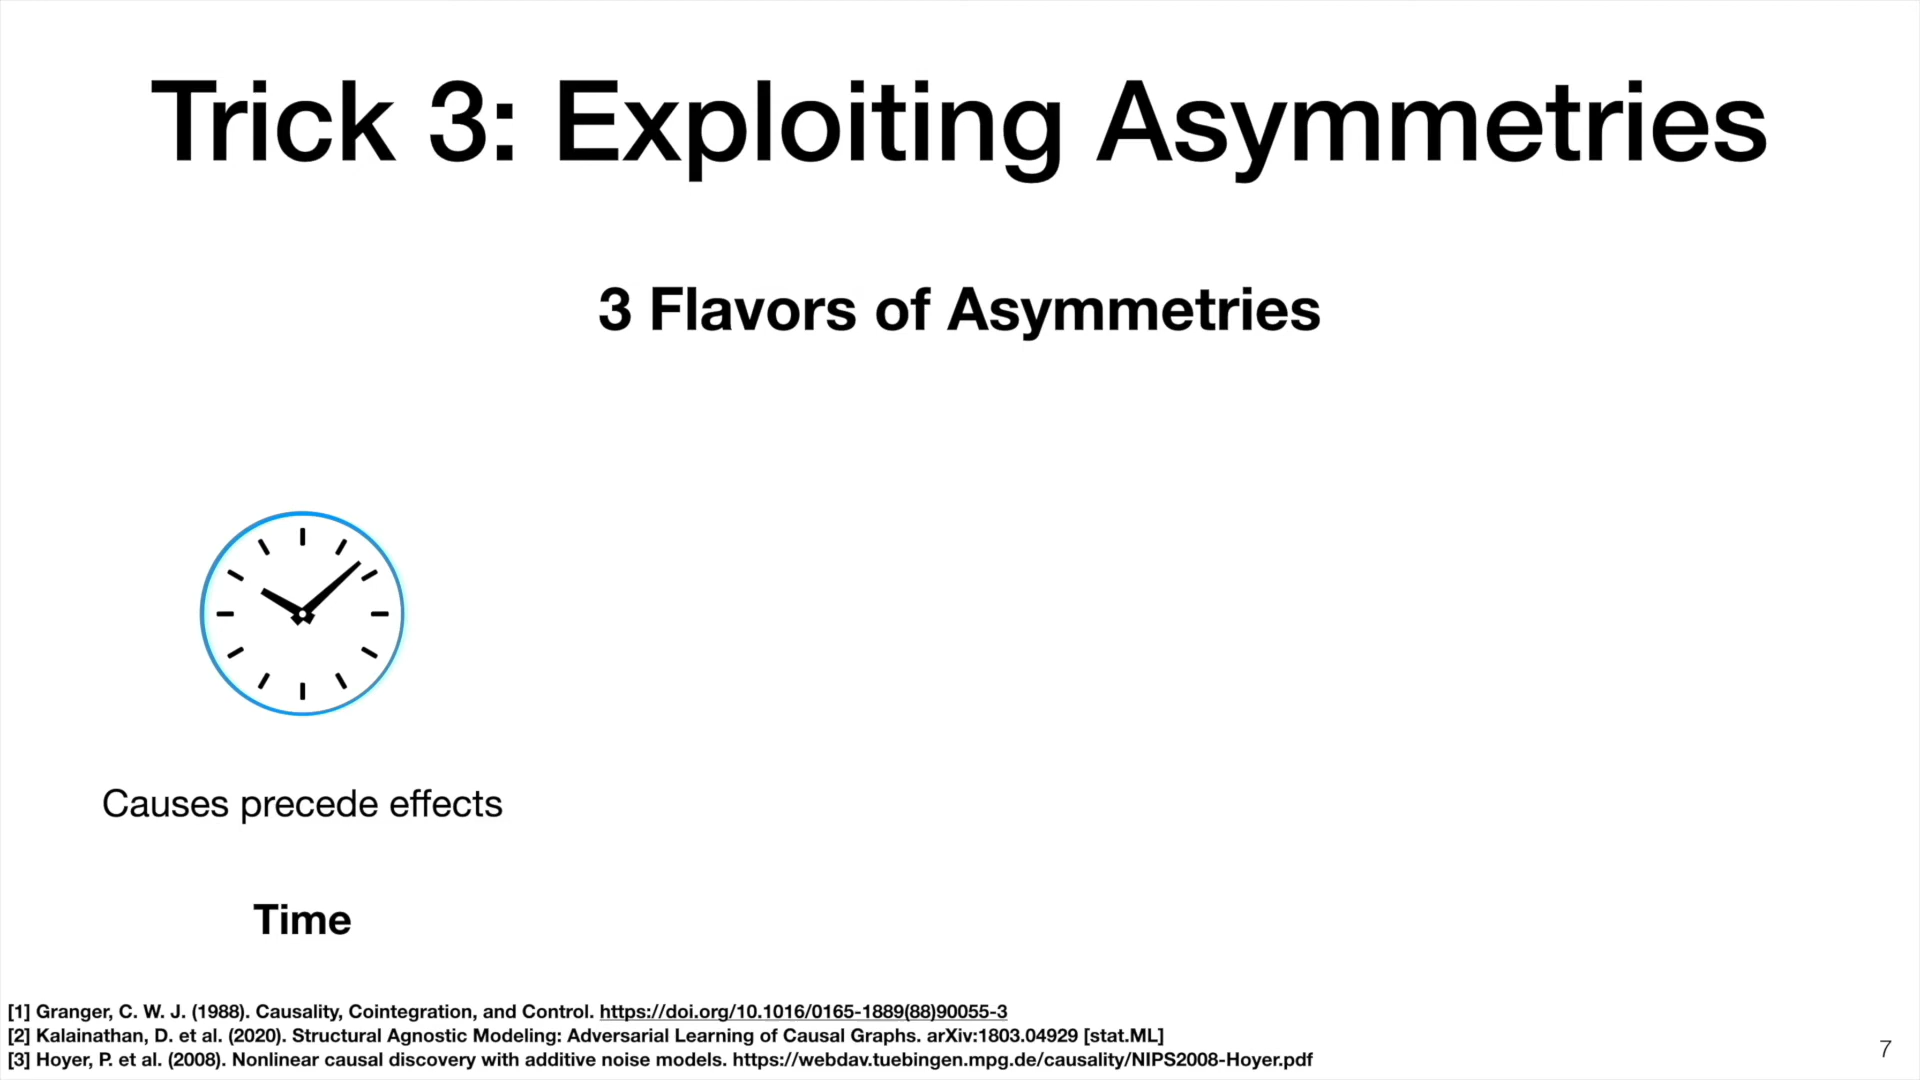 Trick 3: Exploiting Asymmetries
3 Flavors of Asymmetries
Causes precede effects
Time
[1] Granger, C. W. J. (1988). Causality, Cointegration, and Control. https://doi.org/10.1016/0165-1889(88)90055-3
[2] Kalainathan, D. et al. (2020). Structural Agnostic Modeling: Adversarial Learning of Causal Graphs. arXiv:1803.04929 [stat.ML]
[3] Hoyer, P. et al. (2008). Nonlinear causal discovery with additive noise models. https://webdav.tuebingen.mpg.de/causality/NIPS2008-Hoyer.pdf
7